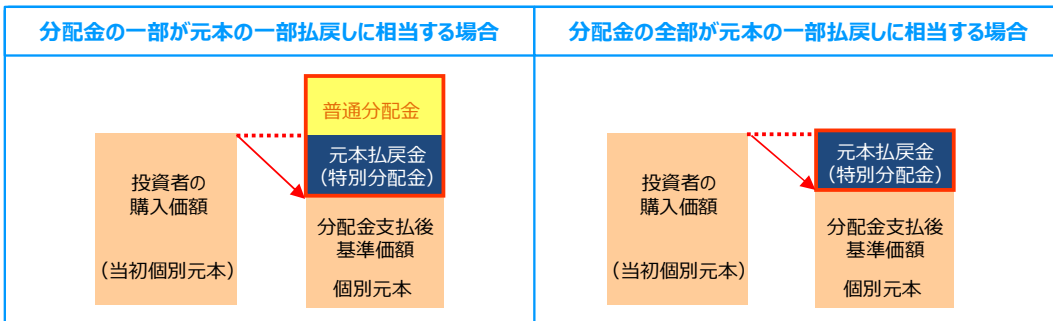 分配金の一部が元本の一部払戻しに相当する場合
普通分配金
元本払戻金
（特別分配金）
投資者の
購入価額
（当初個別元本）
分配金支払後
基準価額
個別元本
分配金の全部が元本の一部払戻しに相当する場合
元本払戻金
（特別分配金）
投資者の
購入価額
（当初個別元本）
分配金支払後
基準価額
個別元本